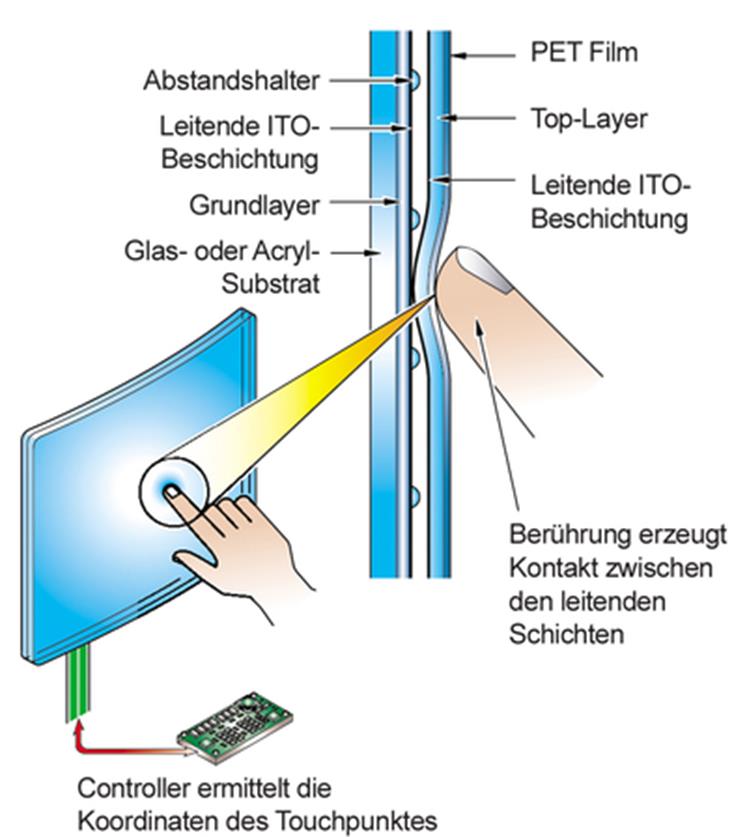 PET Film
Abstandshalter
Top-Layer
Leitende ITO-
Beschichtung
Leitende ITO-
Beschichtung
Grundlayer
Glas- oder Acryl-
Substrat
Berührung erzeugt
Kontakt zwischen
den leitenden
Schichten
Controller ermittelt die
Koordinaten des Touchpunktes